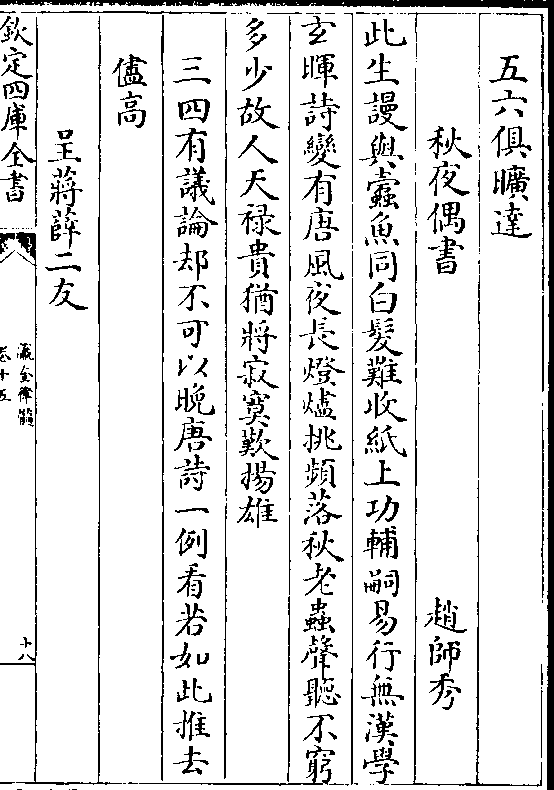 五六俱曠達
秋夜偶書 趙師秀
此生謾與蠹魚同白髮難收紙上功輔嗣易行無漢學
玄暉詩變有唐風夜長燈燼挑頻落秋老蟲聲聽不窮
多少故人天禄貴猶將寂寞歎揚雄
三四有議論却不可以晚唐詩一例看若如此推去
儘高
呈蔣薛二友
欽定四庫全書
瀛奎律髓
卷十五
十八